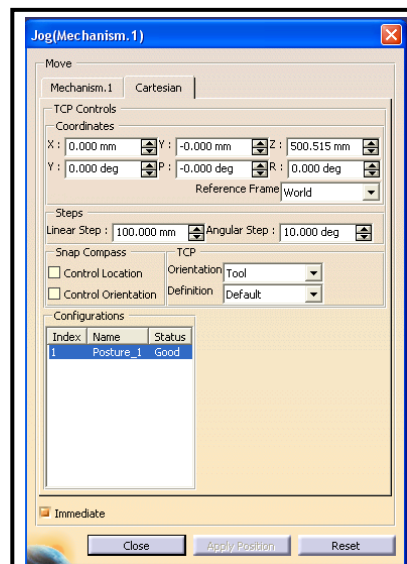 Jog(Mechanism.1)
Move
Mechanism.1 Cartesian
TCP Controls
Coordinates
X : 0.000 mm Y : -0.000 mm Z : 500.515 mm
Y : 0.000 deg P : -0.000 deg R : 0.000 deg
Reference Frame World
Steps
Linear Step : 100.000 mm Angular Step : 10.000 deg
Snap Compass TCP
Control Location Orientation Tool
Control Orientation Definition Default
Configurations
Index Name Status
1 Posture_1 Good
Immediate
Close Apply Position Reset